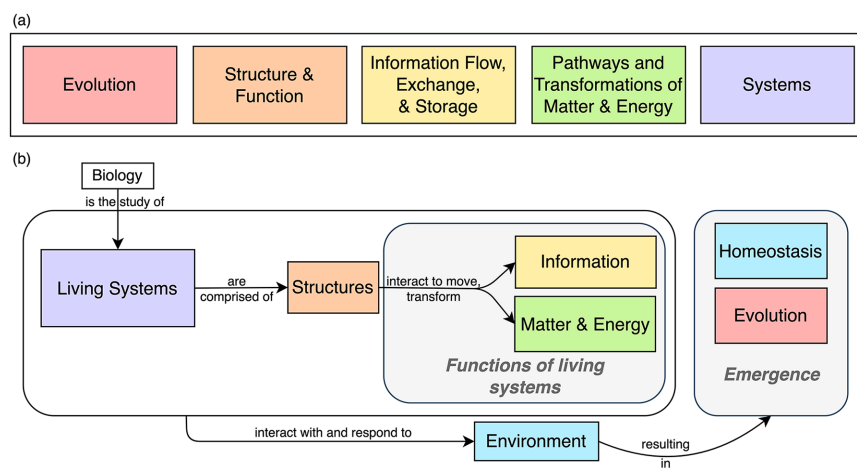 (a)
Evolution
Structure &
Function
Information Flow,
Exchange,
& Storage
Pathways and
Transformations of
Matter & Energy
Systems
(b)
Biology
is the study of
Living Systems
are
comprised of
Structures
interact to move,
transform
Information
Matter & Energy
Functions of living
systems
Homeostasis
Evolution
Emergence
interact with and respond to
Environment
resulting
in